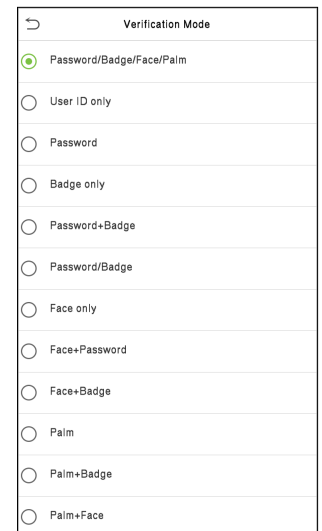 Verification Mode
Password/Badge/Face/Palm
User ID only
Password
Badge only
Password+Badge
Password/Badge
Face only
Face+Password
Face+Badge
Palm
Palm+Badge
Palm+Face